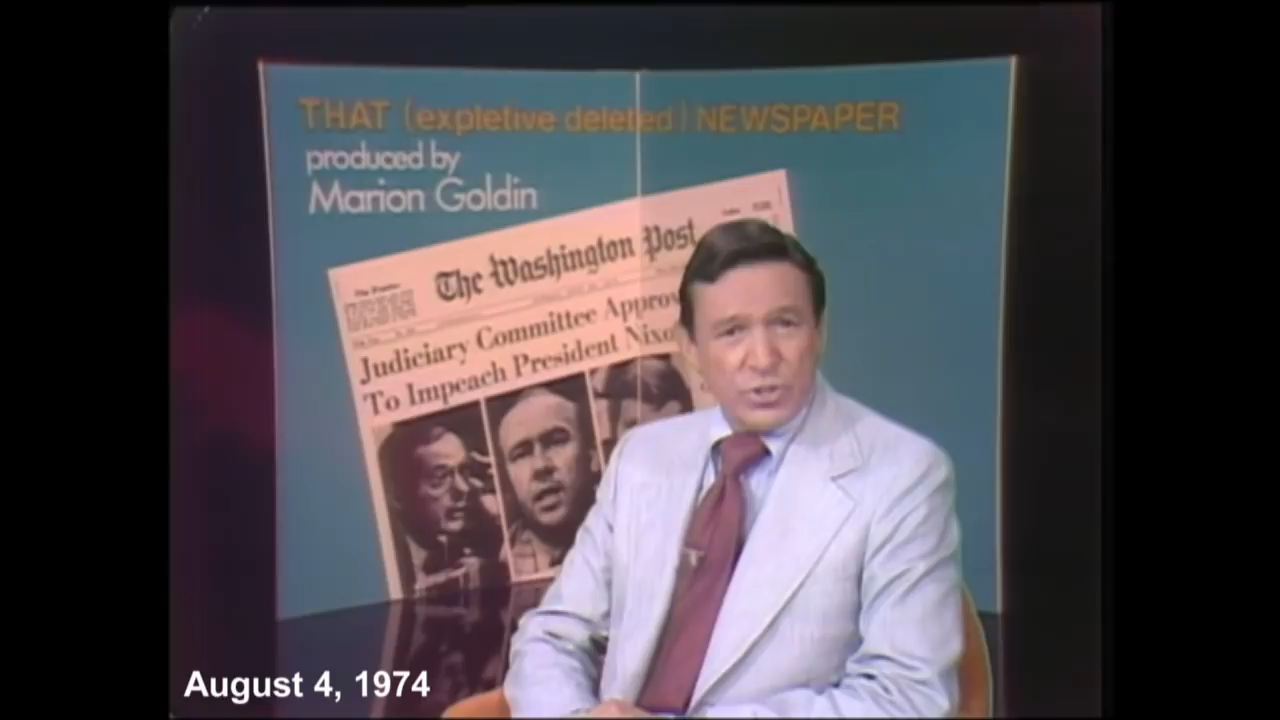 THAT (expletive deleted) NEWSPAPER
produced by
Marion Goldin
The Washington Post
Judiciary Committee Approv
To Impeach President Nixo
August 4, 1974